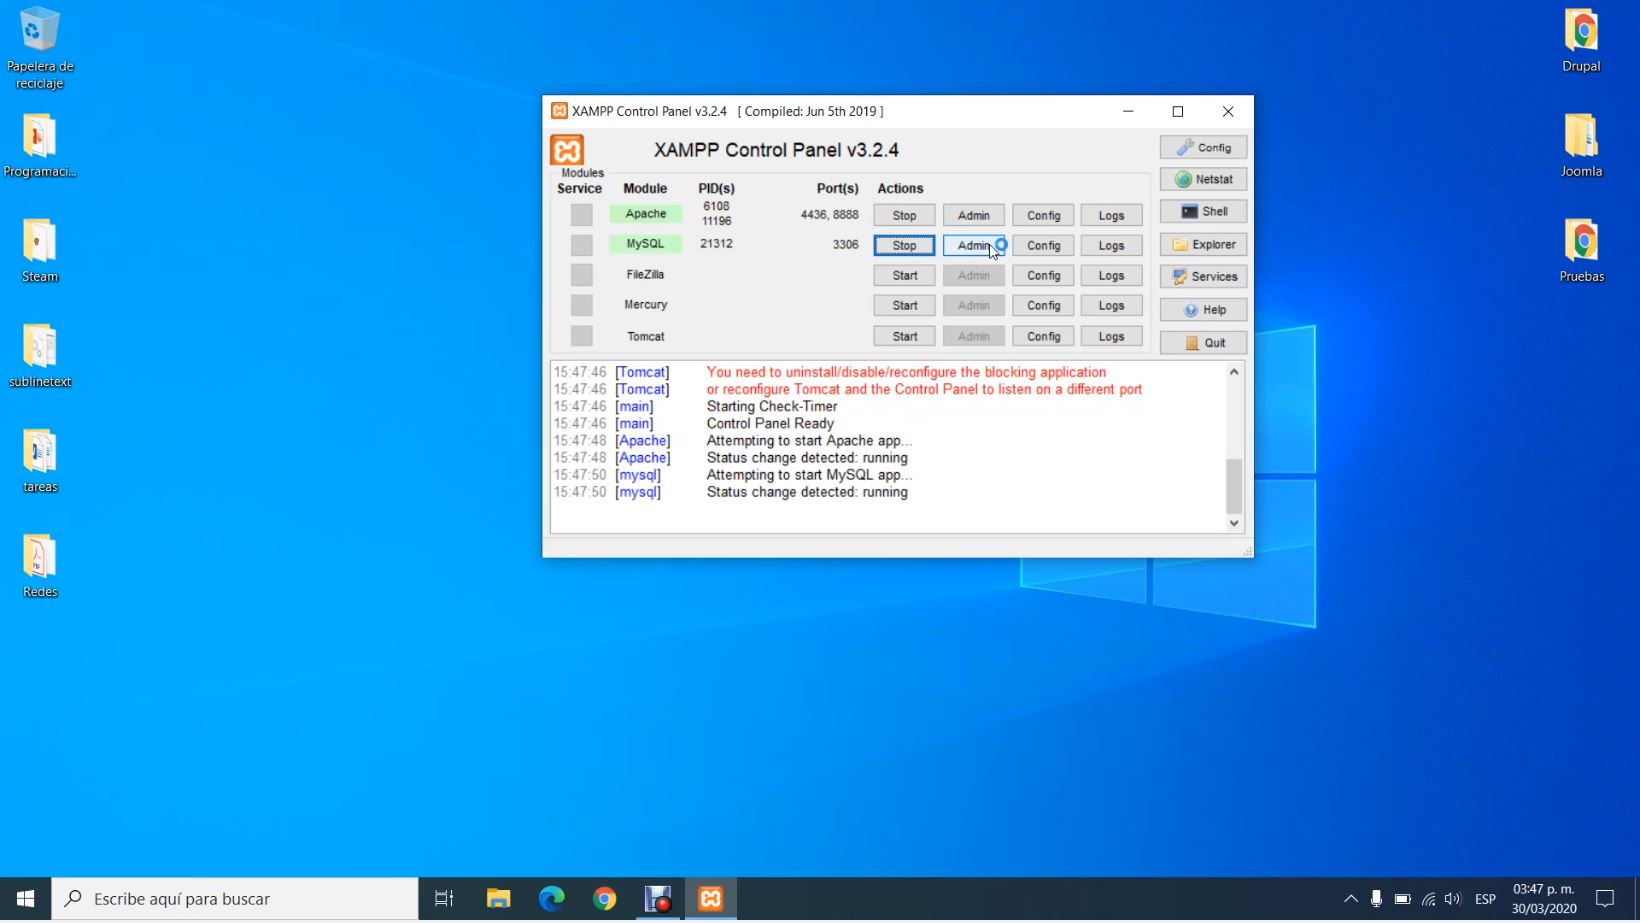 Papelera de
reciclaje
Programaci...
Steam
sublinetext
tareas
Redes
Drupal
Joomla
Pruebas
XAMPP Control Panel v3.2.4 [ Compiled: Jun 5th 2019 ]
XAMPP Control Panel v3.2.4
Config
Netstat
Shell
Explorer
Services
Help
Quit
Modules
Service Module PID(s) Port(s) Actions
Apache 6108 4436, 8888 Stop Admin Config Logs
11196
MySQL 21312 3306 Stop Admin Config Logs
FileZilla Start Admin Config Logs
Mercury Start Admin Config Logs
Tomcat Start Admin Config Logs
15:47:46 [Tomcat] You need to uninstall/disable/reconfigure the blocking application
15:47:46 [Tomcat] or reconfigure Tomcat and the Control Panel to listen on a different port
15:47:46 [main] Starting Check-Timer
15:47:46 [main] Control Panel Ready
15:47:48 [Apache] Attempting to start Apache app...
15:47:48 [Apache] Status change detected: running
15:47:50 [mysql] Attempting to start MySQL app...
15:47:50 [mysql] Status change detected: running
Escribe aquí para buscar
ESP
03:47 p. m.
30/03/2020